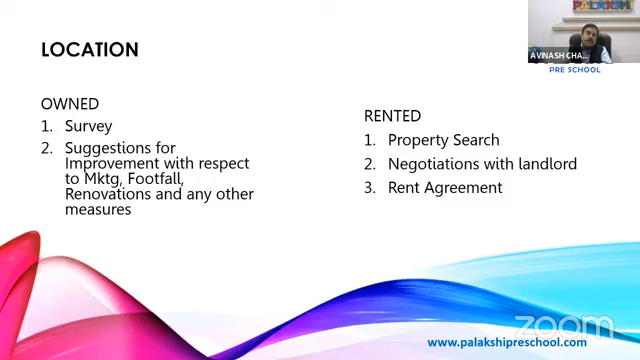 PALAKSHI
AVINASH CHA...
PRE SCHOOL
LOCATION
OWNED
1. Survey
2. Suggestions for
Improvement with respect
to Mktg, Footfall,
Renovations and any other
measures
RENTED
1. Property Search
2. Negotiations with landlord
3. Rent Agreement
zoom
www.palakshipreschool.com